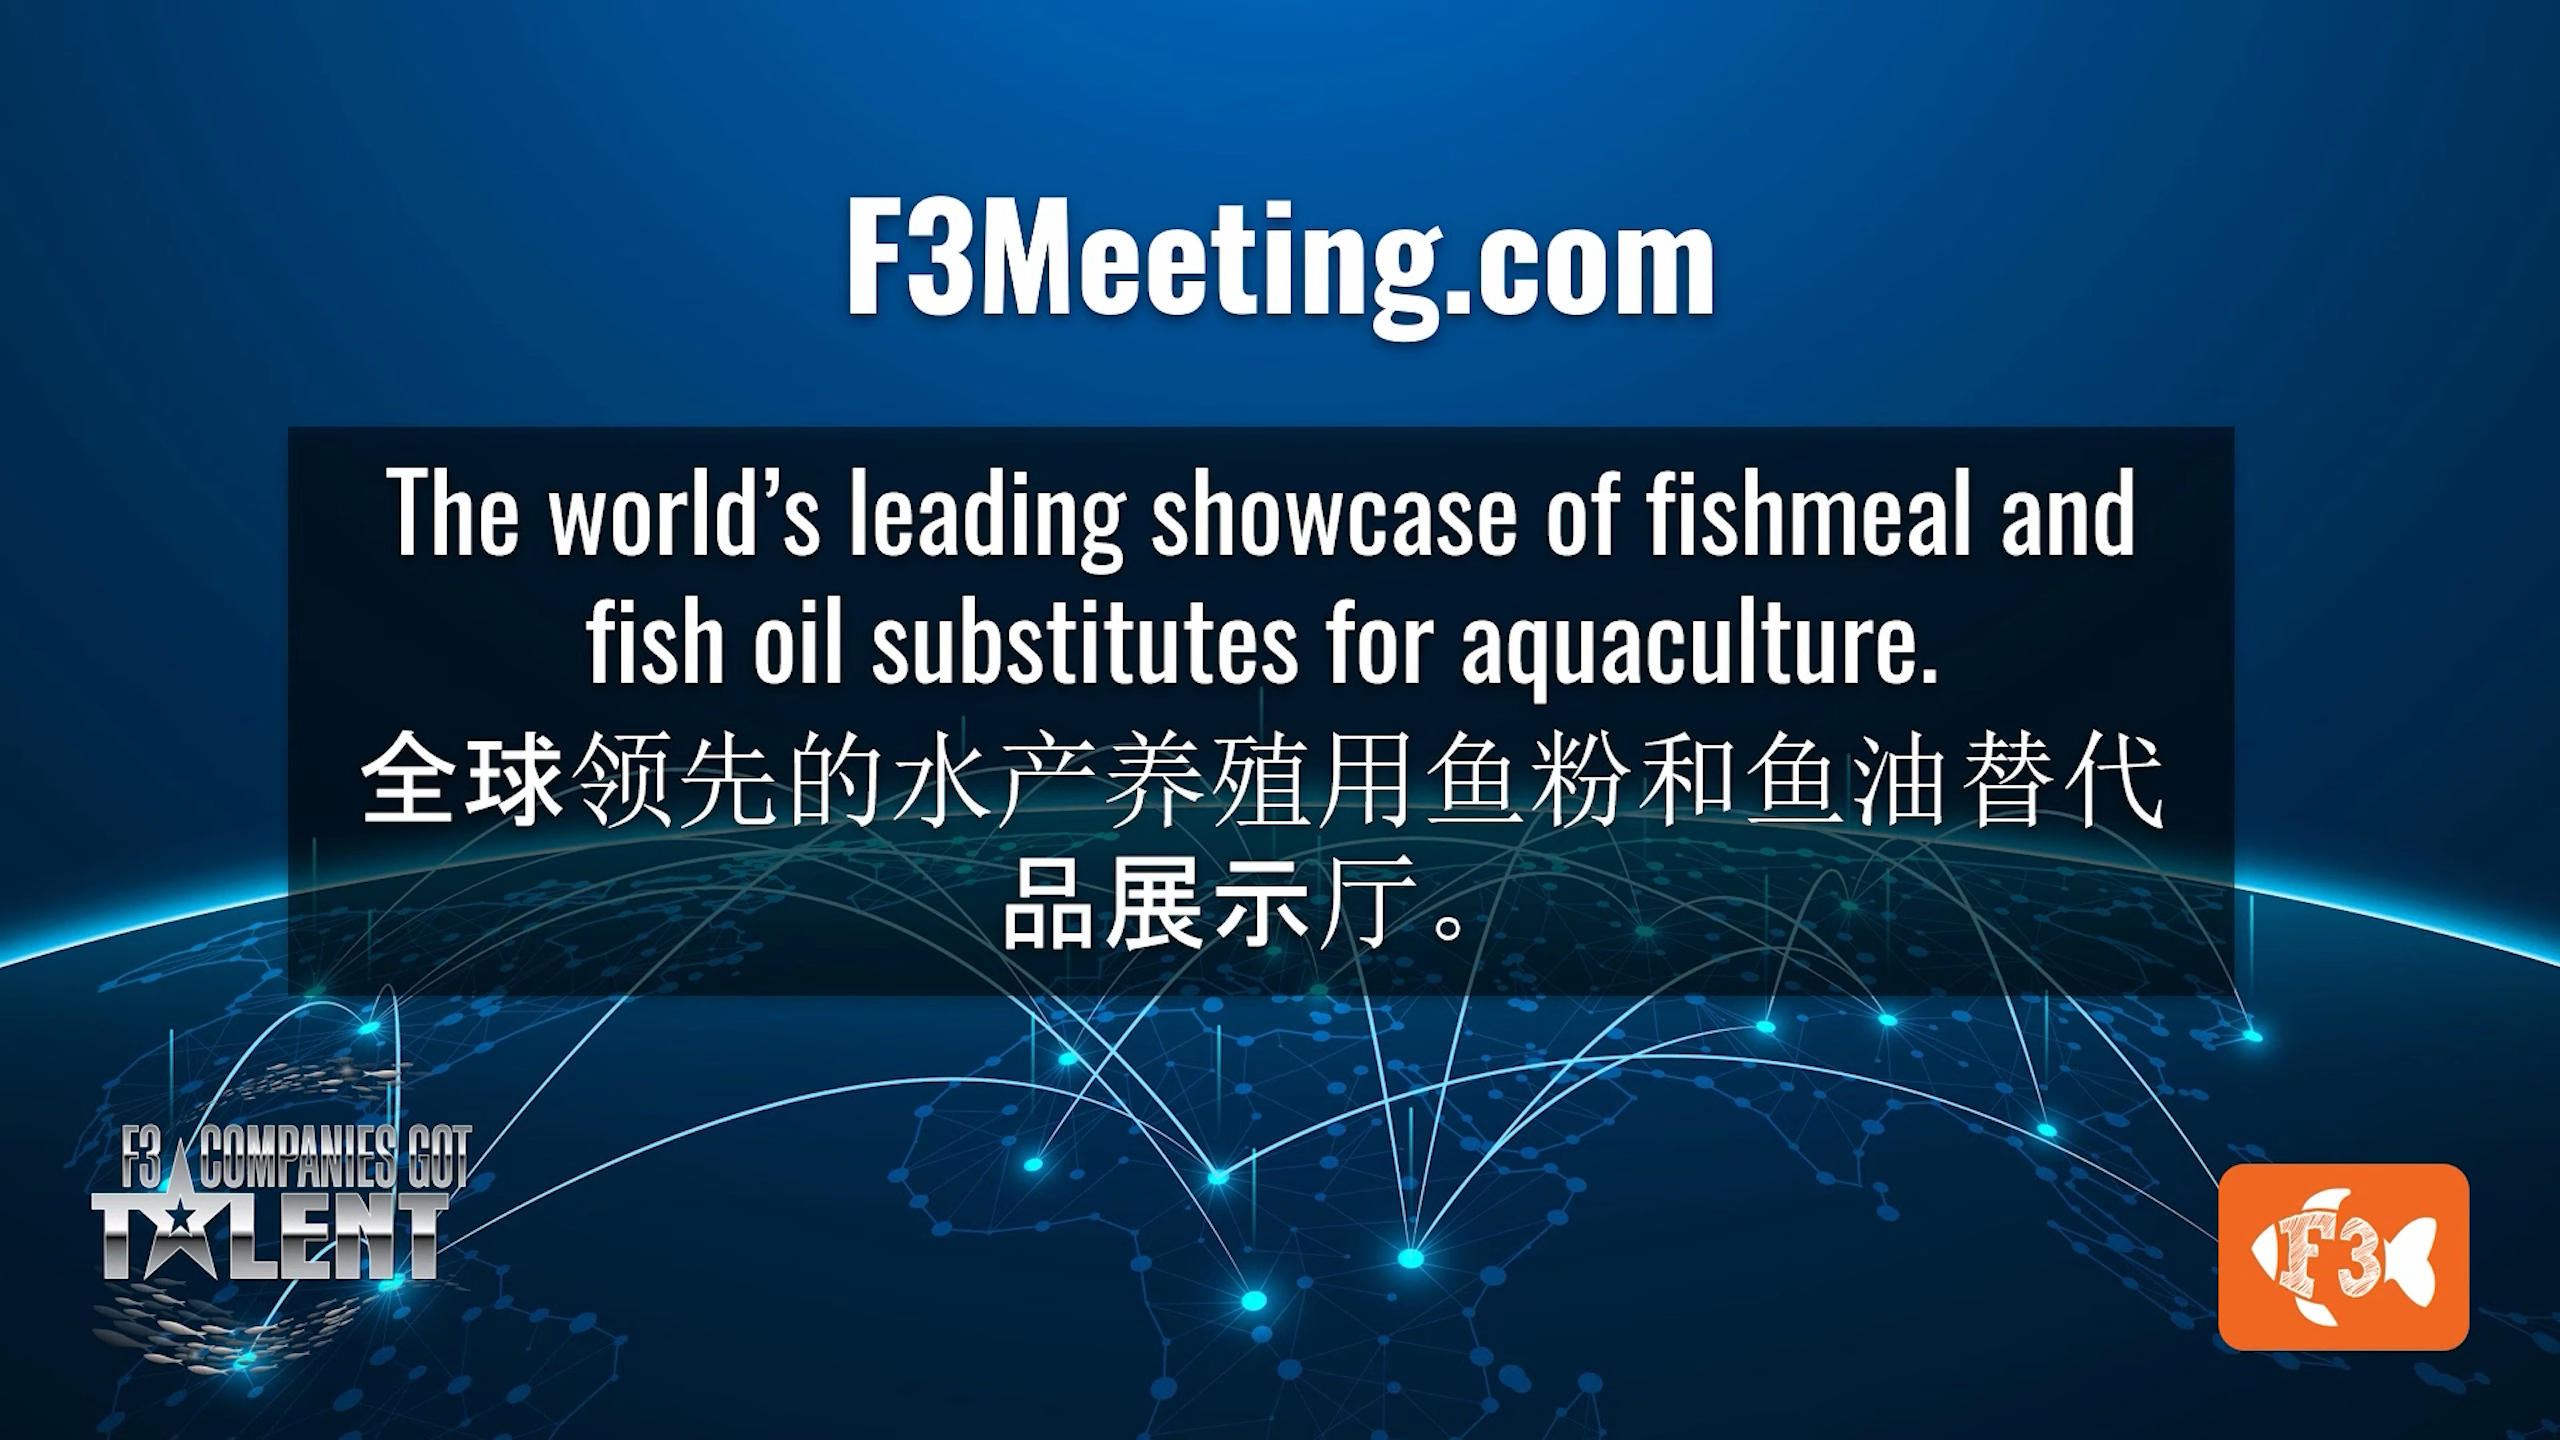 F3Meeting.com
The world’s leading showcase of fishmeal and
fish oil substitutes for aquaculture.
全球领先的水产养殖用鱼粉和鱼油替代
品展示厅。
F3 COMPANIES GOT
TALENT
F3